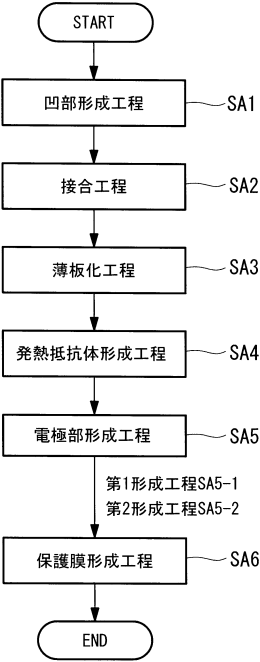 START
凹部形成工程 SA1
接合工程 SA2
薄板化工程 SA3
発熱抵抗体形成工程 SA4
電極部形成工程 SA5
第1形成工程SA5-1
第2形成工程SA5-2
保護膜形成工程 SA6
END